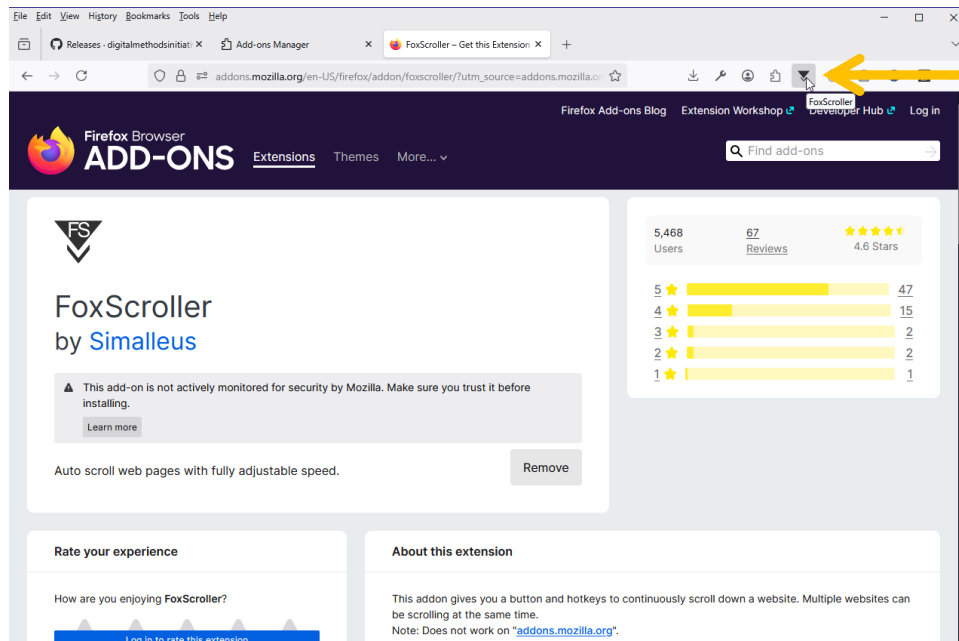 File Edit View History Bookmarks Tools Help
Releases · digitalmethodsinitiati
Add-ons Manager
FoxScroller – Get this Extension
addons.mozilla.org/en-US/firefox/addon/foxscroller/?utm_source=addons.mozilla.or
FoxScroller
Firefox Add-ons Blog Extension Workshop Developer Hub Log in
Firefox Browser
ADD-ONS
Extensions Themes More...
Find add-ons
FS
FoxScroller
by Simalleus
This add-on is not actively monitored for security by Mozilla. Make sure you trust it before
installing.
Learn more
Auto scroll web pages with fully adjustable speed.
Remove
5,468 67
Users Reviews 4.6 Stars
5 47
4 15
3 2
2 2
1 1
Rate your experience
How are you enjoying FoxScroller?
Log in to rate this extension
About this extension
This addon gives you a button and hotkeys to continuously scroll down a website. Multiple websites can
be scrolling at the same time.
Note: Does not work on "addons.mozilla.org".